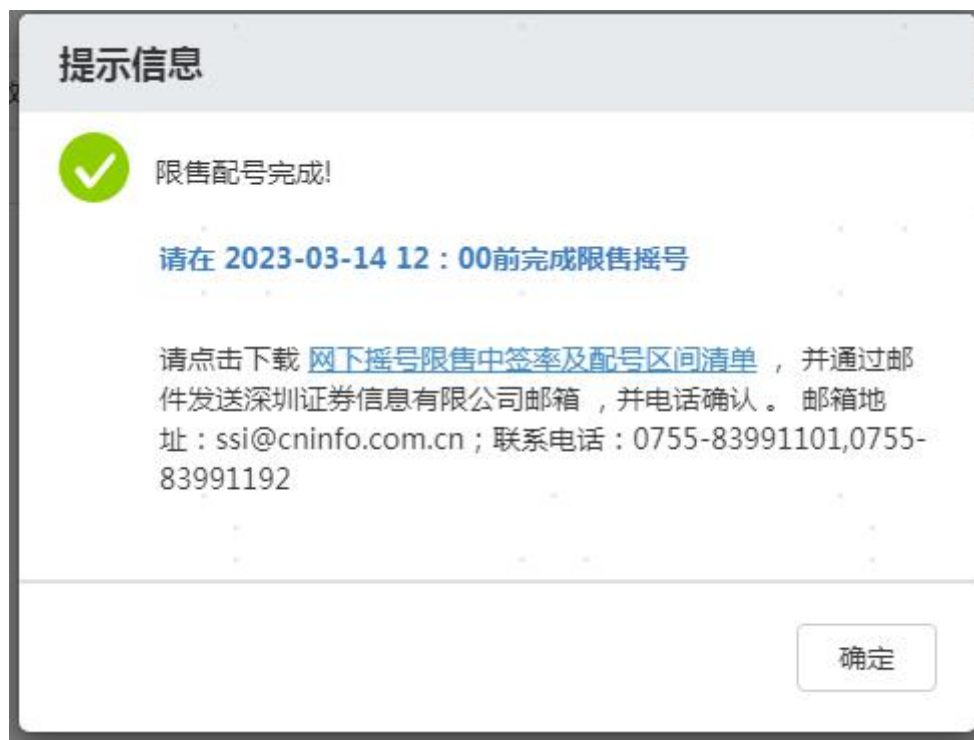 提示信息
限售配号完成!
请在 2023-03-14 12：00前完成限售摇号
请点击下载 网下摇号限售中签率及配号区间清单 ，并通过邮
件发送深圳证券信息有限公司邮箱 ，并电话确认 。 邮箱地
址：ssi@cninfo.com.cn；联系电话：0755-83991101,0755-
83991192
确定